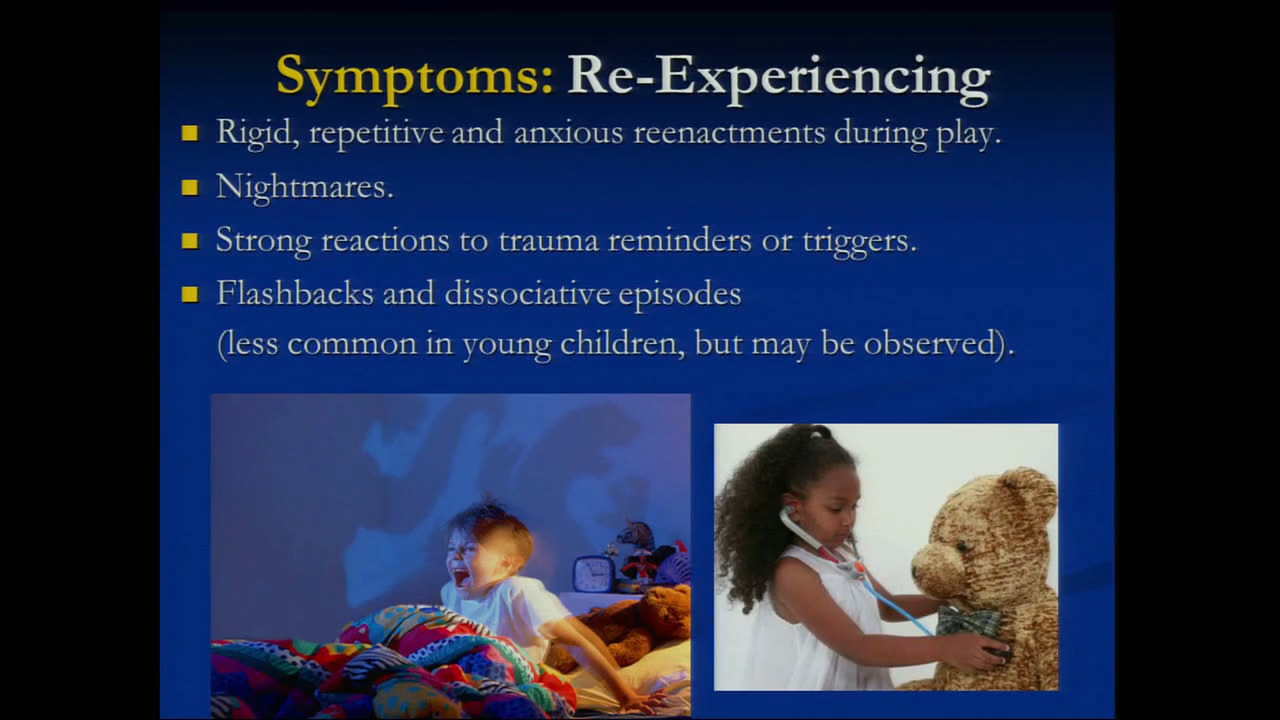 Symptoms: Re-Experiencing
Rigid, repetitive and anxious reenactments during play.
Nightmares.
Strong reactions to trauma reminders or triggers.
Flashbacks and dissociative episodes
(less common in young children, but may be observed).